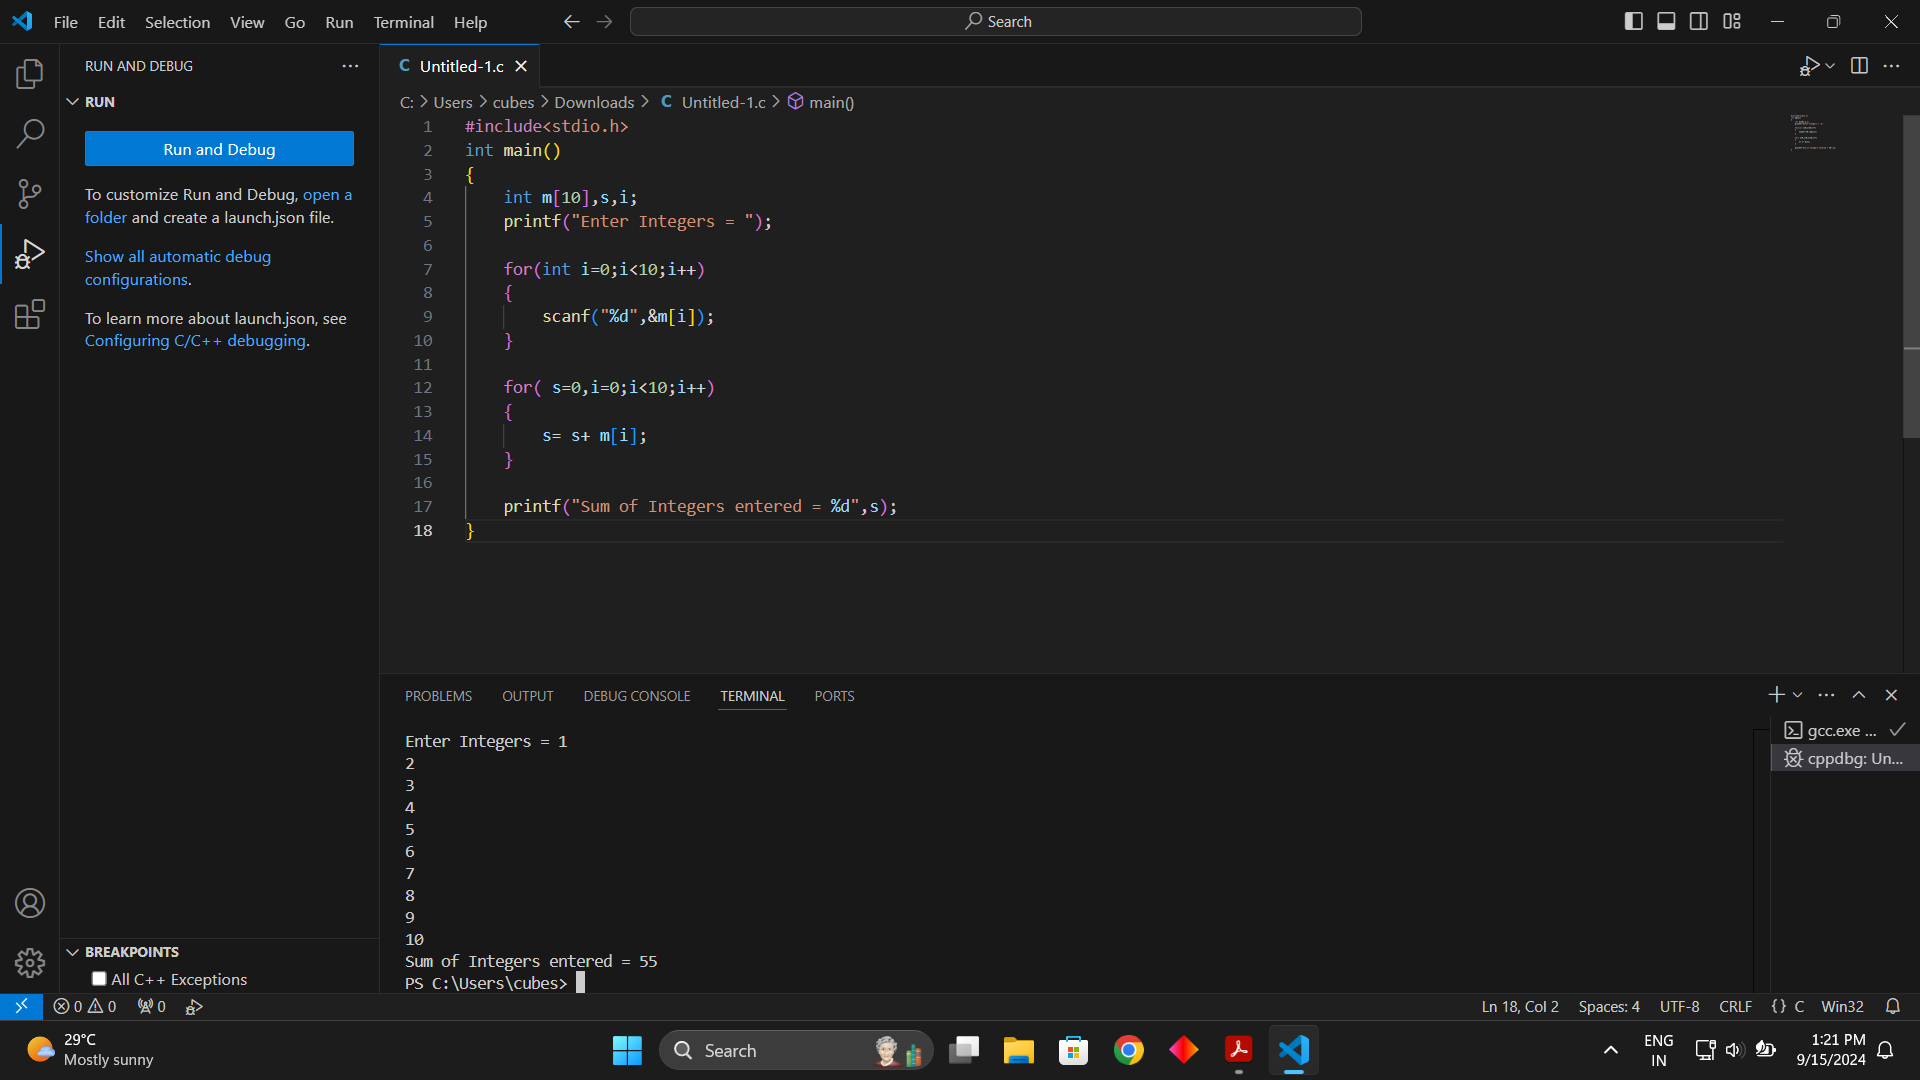 File Edit Selection View Go Run Terminal Help
Search
RUN AND DEBUG
RUN
Run and Debug
To customize Run and Debug, open a
folder and create a launch.json file.
Show all automatic debug
configurations.
To learn more about launch.json, see
Configuring C/C++ debugging.
BREAKPOINTS
All C++ Exceptions
C Untitled-1.c
C: > Users > cubes > Downloads > C Untitled-1.c > main()
1 #include<stdio.h>
2 int main()
3 {
4 int m[10],s,i;
5 printf("Enter Integers = ");
6
7 for(int i=0;i<10;i++)
8 {
9 scanf("%d",&m[i]);
10 }
11
12 for( s=0,i=0;i<10;i++)
13 {
14 s= s+ m[i];
15 }
16
17 printf("Sum of Integers entered = %d",s);
18 }
PROBLEMS OUTPUT DEBUG CONSOLE TERMINAL PORTS
Enter Integers = 1
2
3
4
5
6
7
8
9
10
Sum of Integers entered = 55
PS C:\Users\cubes>
gcc.exe ...
cppdbg: Un...
0 0 0
Ln 18, Col 2 Spaces: 4 UTF-8 CRLF {} C Win32
29°C
Mostly sunny
Search
ENG
IN
1:21 PM
9/15/2024